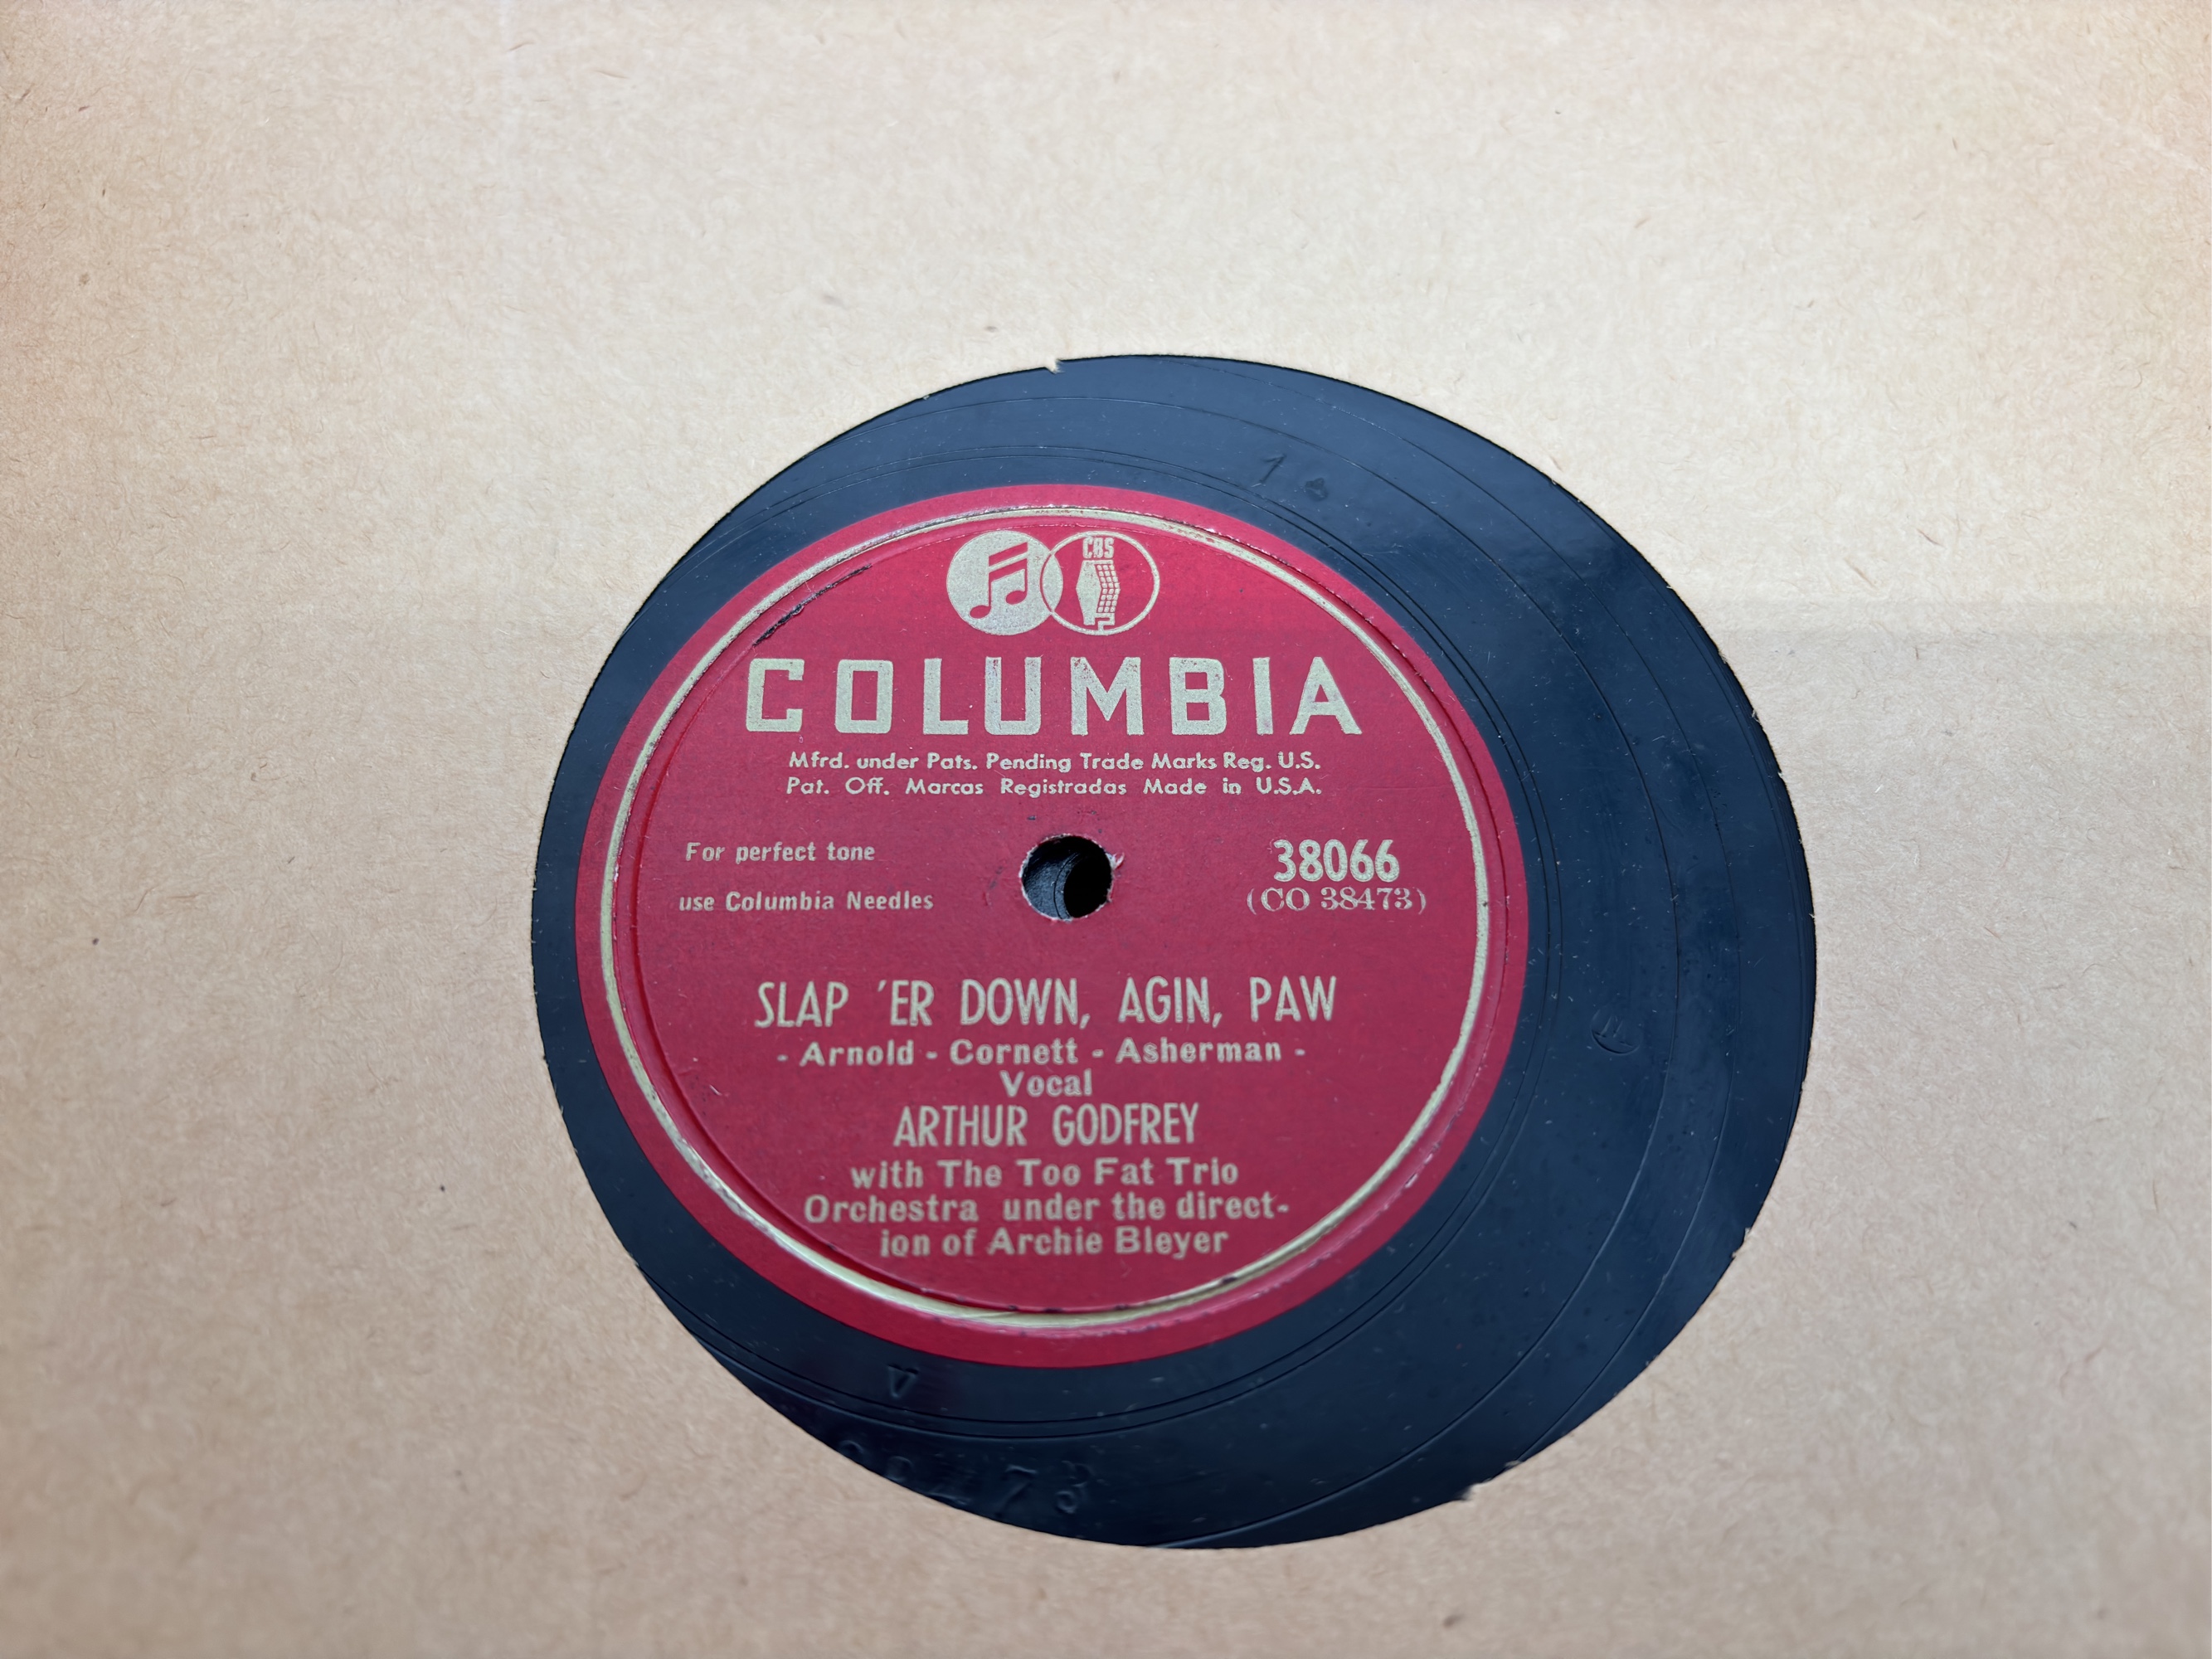 CBS
COLUMBIA
Mfrd. under Pats. Pending Trade Marks Reg. U.S.
Pat. Off. Marcas Registradas Made in U.S.A.
For perfect tone
use Columbia Needles
38066
(CO 38473)
SLAP 'ER DOWN, AGIN, PAW
- Arnold - Cornett - Asherman -
Vocal
ARTHUR GODFREY
with The Too Fat Trio
Orchestra under the direct-
ion of Archie Bleyer